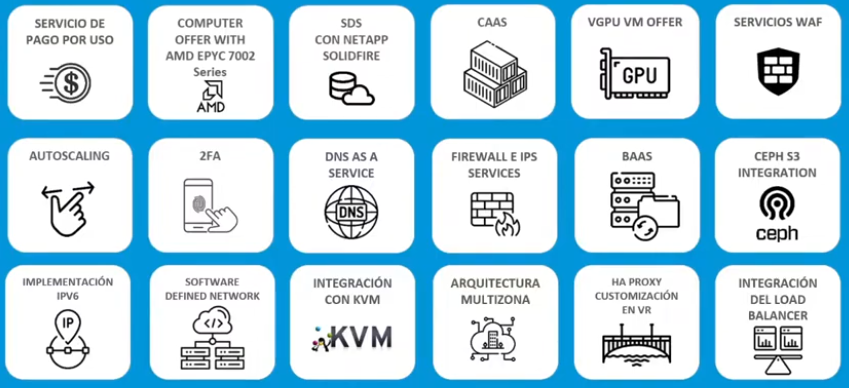 SERVICIO DE
PAGO POR USO
COMPUTER
OFFER WITH
AMD EPYC 7002
Series
AMD
SDS
CON NETAPP
SOLIDFIRE
CAAS
VGPU VM OFFER
GPU
SERVICIOS WAF
AUTOSCALING
2FA
DNS AS A
SERVICE
DNS
FIREWALL E IPS
SERVICES
BAAS
CEPH S3
INTEGRATION
ceph
IMPLEMENTACIÓN
IPV6
IP
SOFTWARE
DEFINED NETWORK
INTEGRACIÓN
CON KVM
KVM
ARQUITECTURA
MULTIZONA
HA PROXY
CUSTOMIZACIÓN
EN VR
INTEGRACIÓN
DEL LOAD
BALANCER